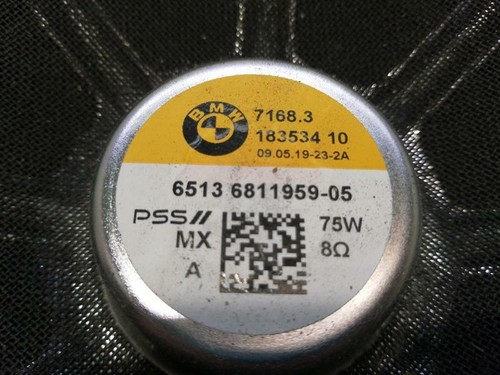 BMW
7168.3
183534 10
09.05.19-23-2A
6513 6811959-05
PSS//
75W
MX
8Ω
A